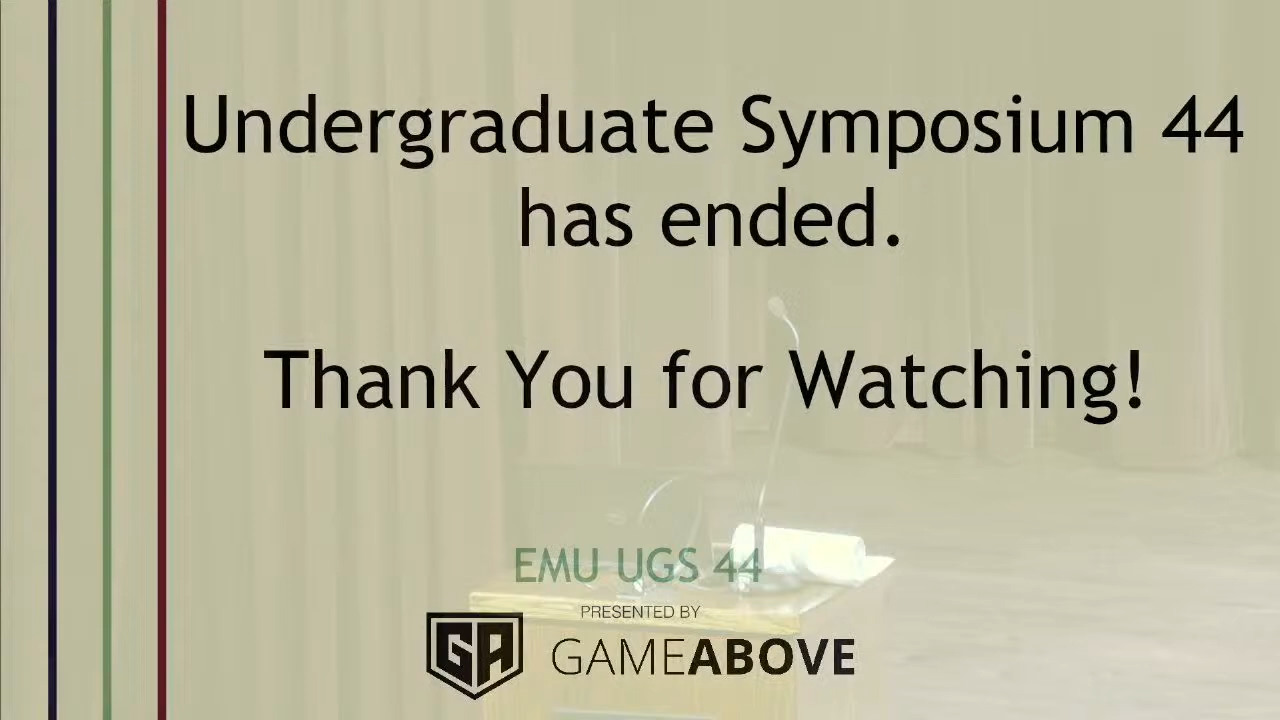 Undergraduate Symposium 44
has ended.
Thank You for Watching!
EMU UGS 44
PRESENTED BY
GA
GAMEABOVE